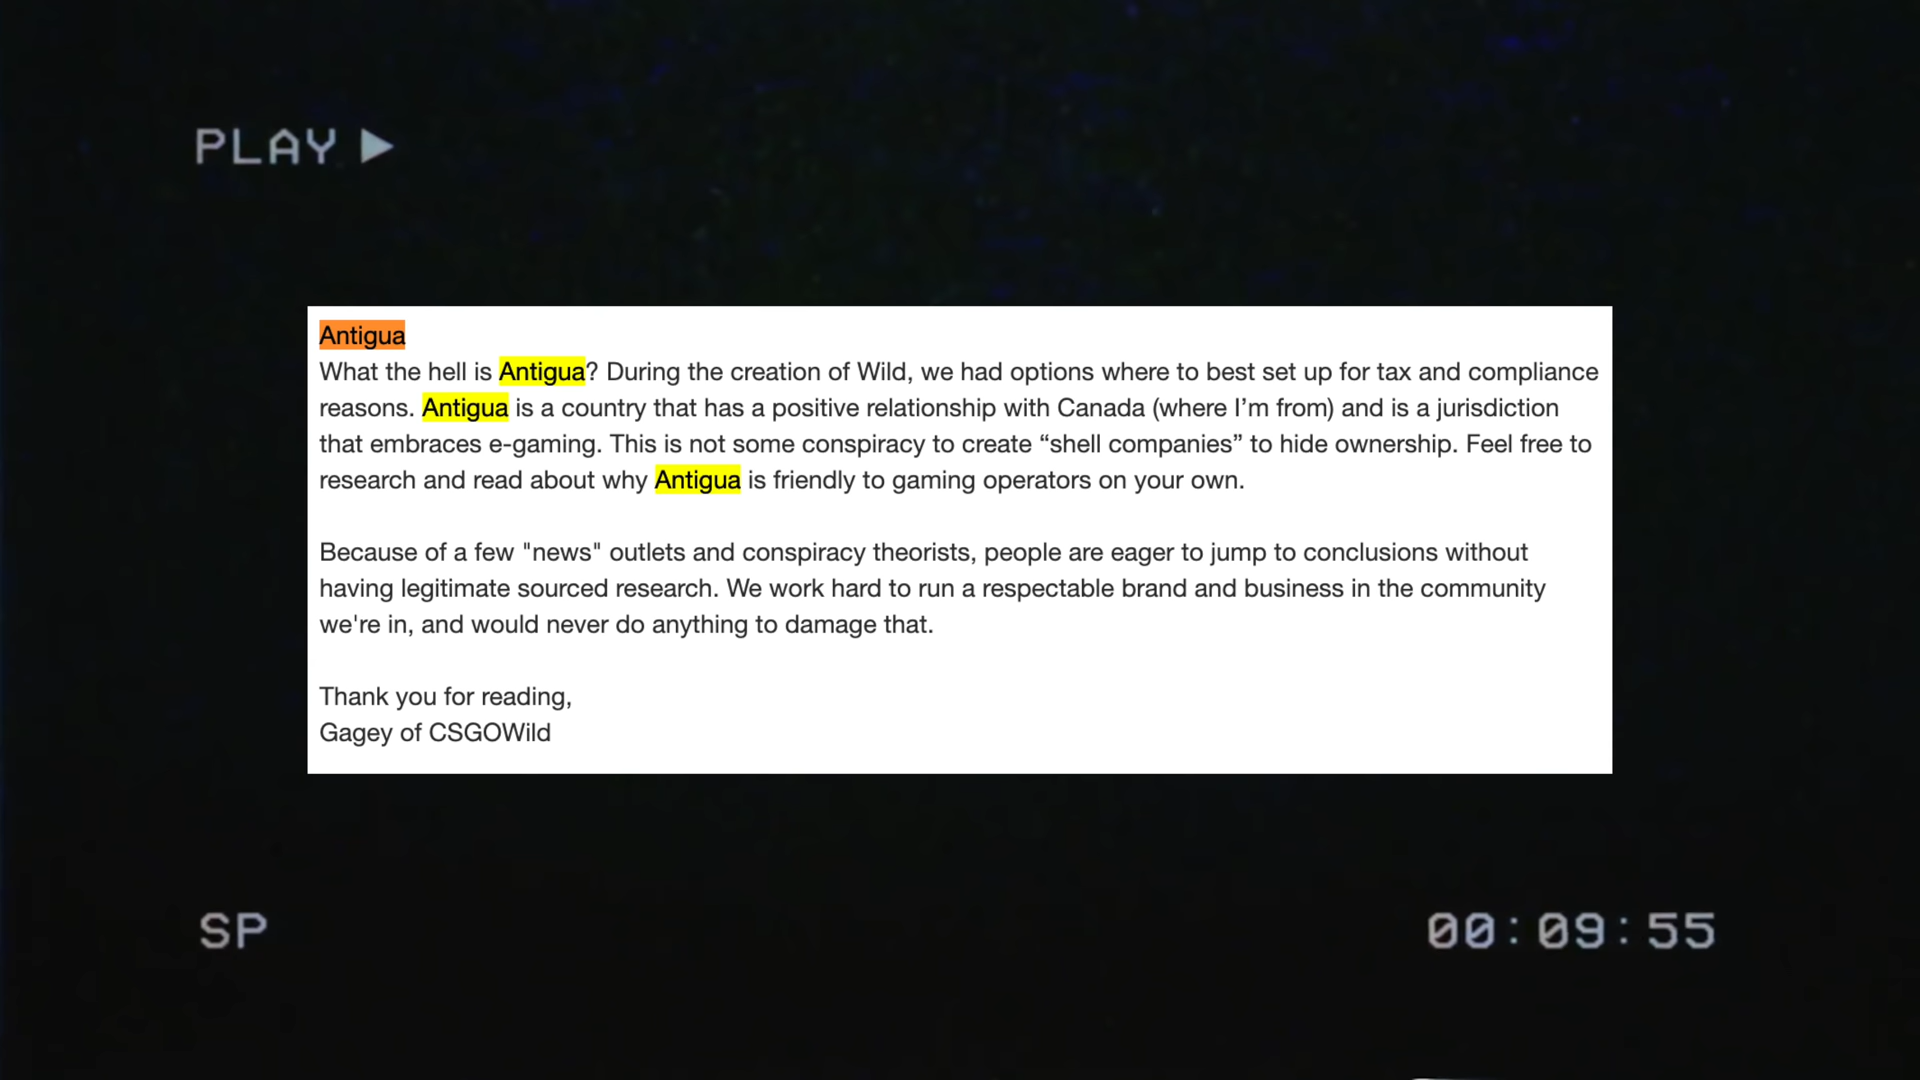 PLAY
Antigua
What the hell is Antigua? During the creation of Wild, we had options where to best set up for tax and compliance
reasons. Antigua is a country that has a positive relationship with Canada (where I’m from) and is a jurisdiction
that embraces e-gaming. This is not some conspiracy to create “shell companies” to hide ownership. Feel free to
research and read about why Antigua is friendly to gaming operators on your own.
Because of a few "news" outlets and conspiracy theorists, people are eager to jump to conclusions without
having legitimate sourced research. We work hard to run a respectable brand and business in the community
we're in, and would never do anything to damage that.
Thank you for reading,
Gagey of CSGOWild
SP
00:09:55